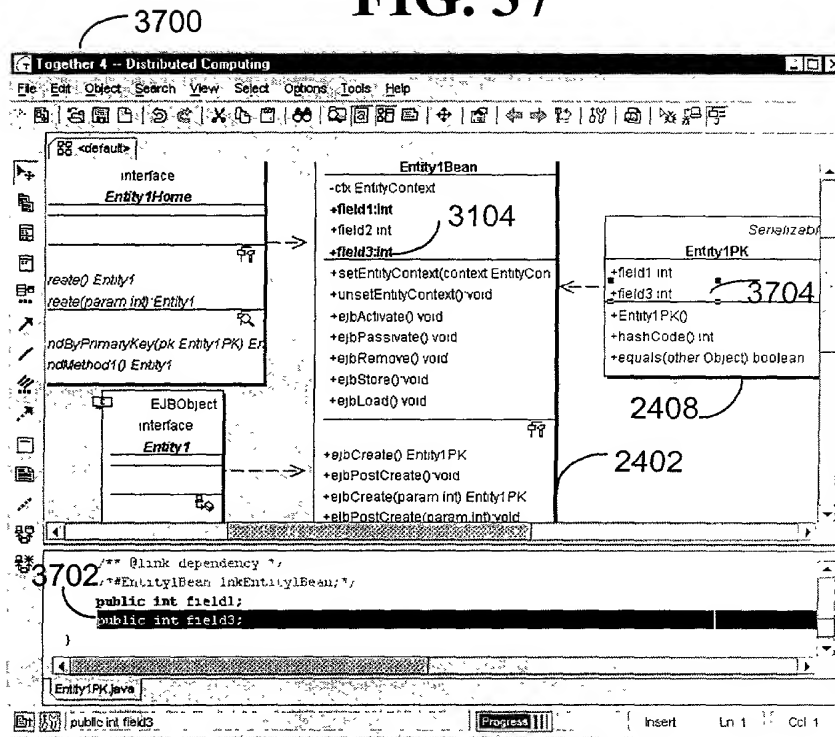 FIG. 37
3700
Together 4 -- Distributed Computing
File Edit Object Search View Select Options Tools Help
<default>
interface
Entity1Home
reate() Entity1
reate(param int) Entity1
ndByPrimaryKey(pk Entity1PK) En
ndMethod1() Entity1
EJBObject
interface
Entity1
Entity1Bean
-ctx EntityContext
+field1:int
+field2 int
+field3:int
3104
+setEntityContext(context EntityCon
+unsetEntityContext():void
+ejbActivate() void
+ejbPassivate() void
+ejbRemove() void
+ejbStore():void
+ejbLoad() void
+ejbCreate() Entity1PK
+ejbPostCreate():void
+ejbCreate(param int) Entity1PK
+ejbPostCreate(param.int):void
Serializabl
Entity1PK
+field1 int
+field3 int
3704
+Entity1PK()
+hashCode() int
+equals(other Object) boolean
2408
2402
/** @link dependency */
/*#Entity1Bean lnkEntity1Bean;*/
3702
public int field1;
public int field3;
}
Entity1PK.java
public int field3
Progress
Insert
Ln 1
Col 1